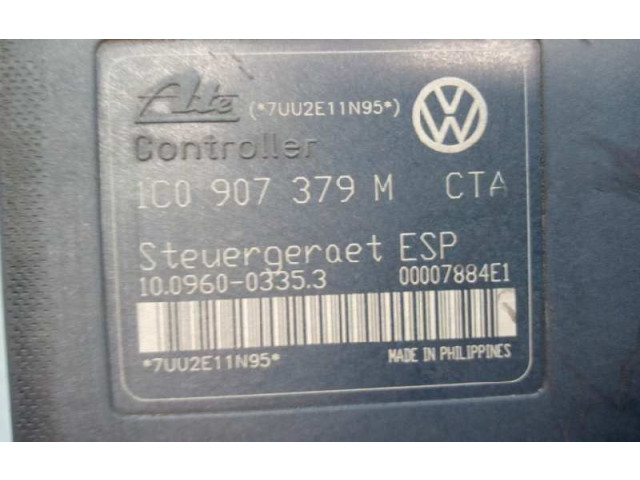 Ate (*7UU2E11N95*)
Controller
1C0 907 379 M CTA
Steuergeraet ESP
10.0960-0335.3 00007884E1
*7UU2E11N95* MADE IN PHILIPPINES